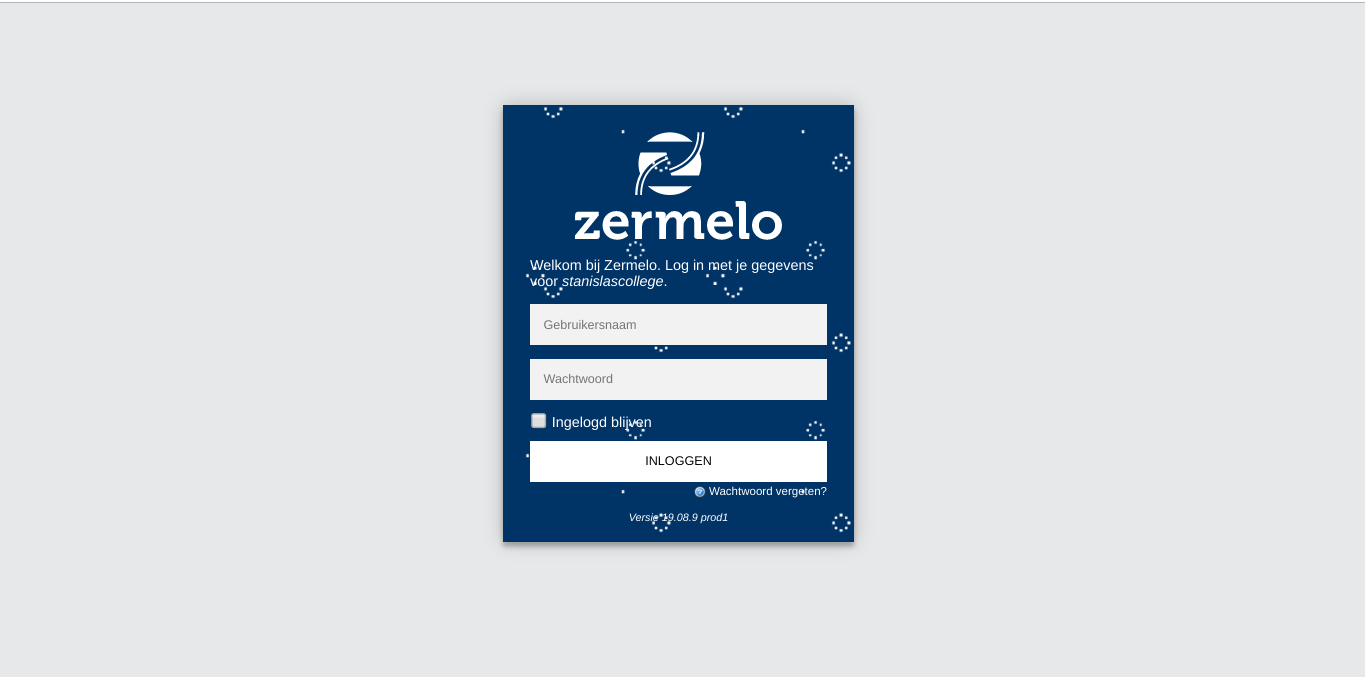 zermelo
Welkom bij Zermelo. Log in met je gegevens
voor stanislascollege.
Gebruikersnaam
Wachtwoord
Ingelogd blijven
INLOGGEN
Wachtwoord vergeten?
Versie 19.08.9 prod1